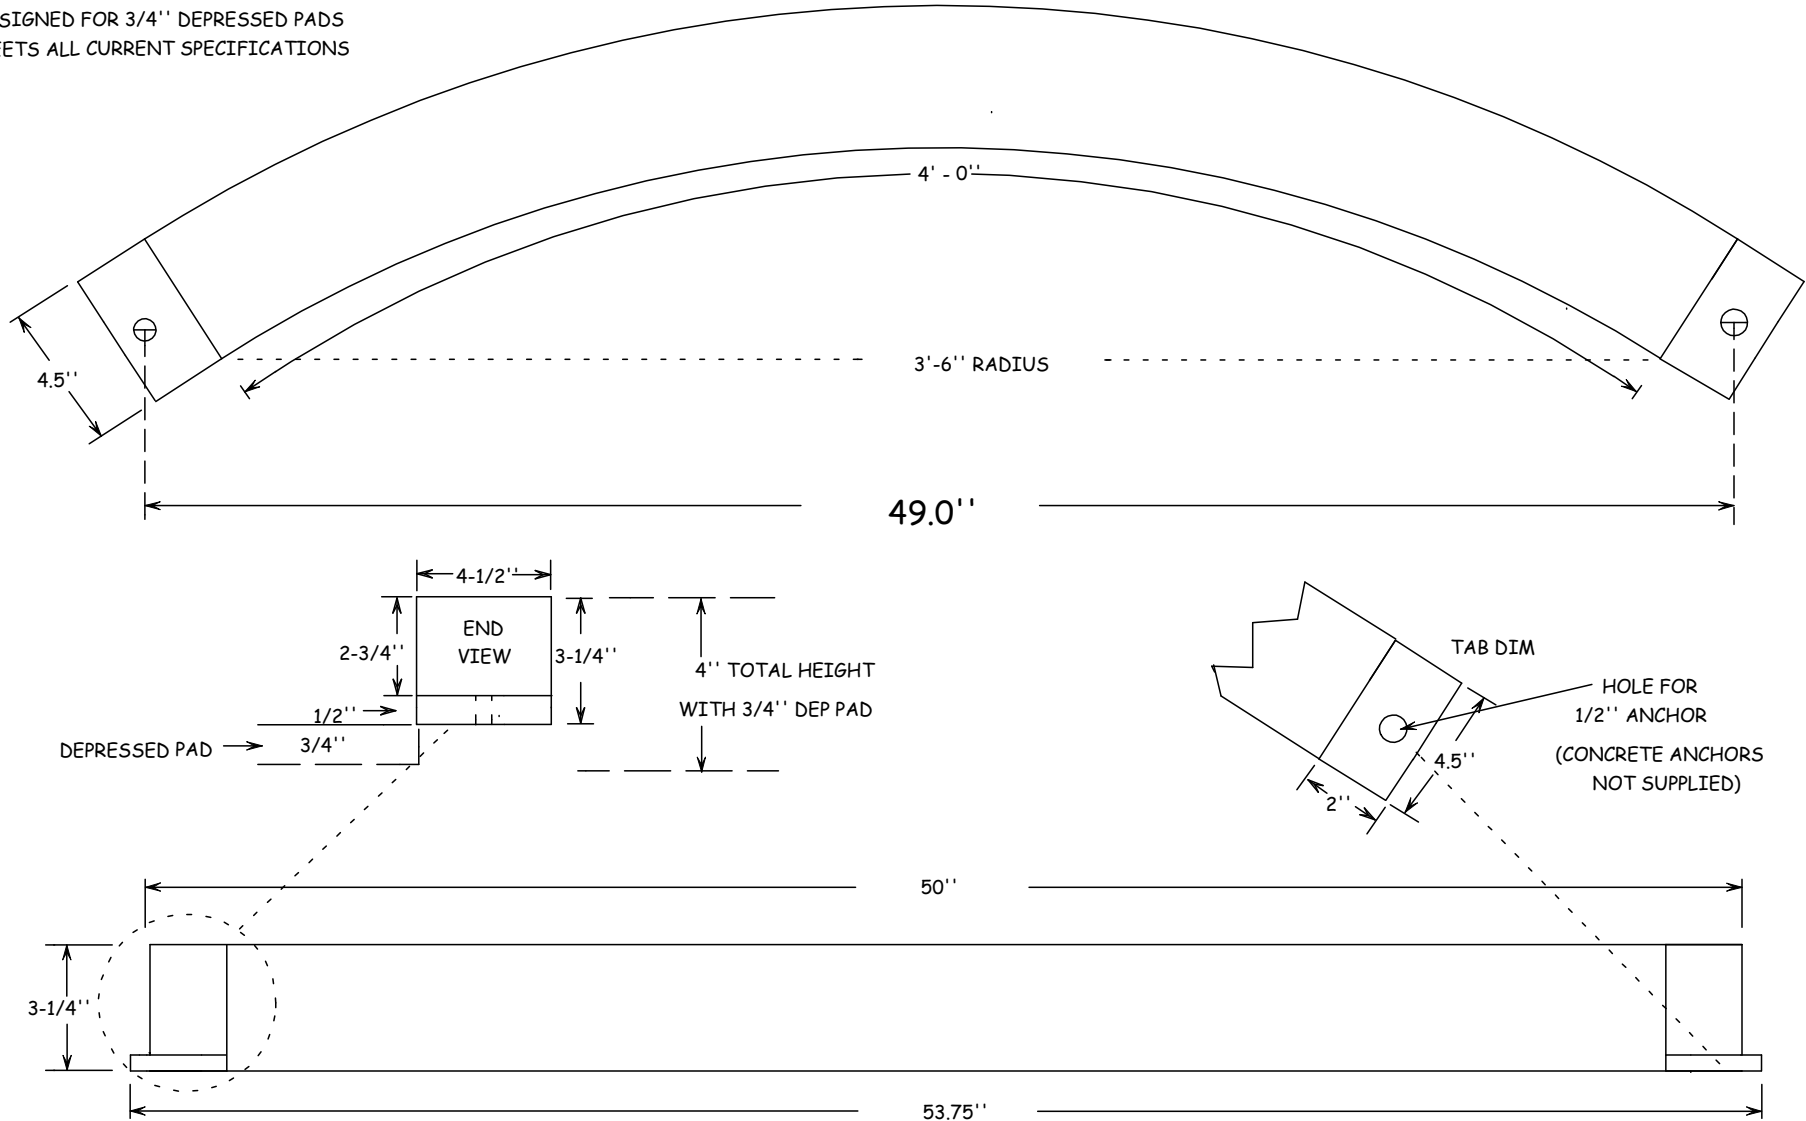 SIGNED FOR 3/4'' DEPRESSED PADS
ETS ALL CURRENT SPECIFICATIONS
4' - 0''
4.5''
3'-6'' RADIUS
49.0''
4-1/2''
END
VIEW
2-3/4''
3-1/4''
1/2''
DEPRESSED PAD
3/4''
4'' TOTAL HEIGHT
WITH 3/4'' DEP PAD
TAB DIM
HOLE FOR
1/2'' ANCHOR
(CONCRETE ANCHORS
NOT SUPPLIED)
4.5''
2''
50''
3-1/4''
53.75''